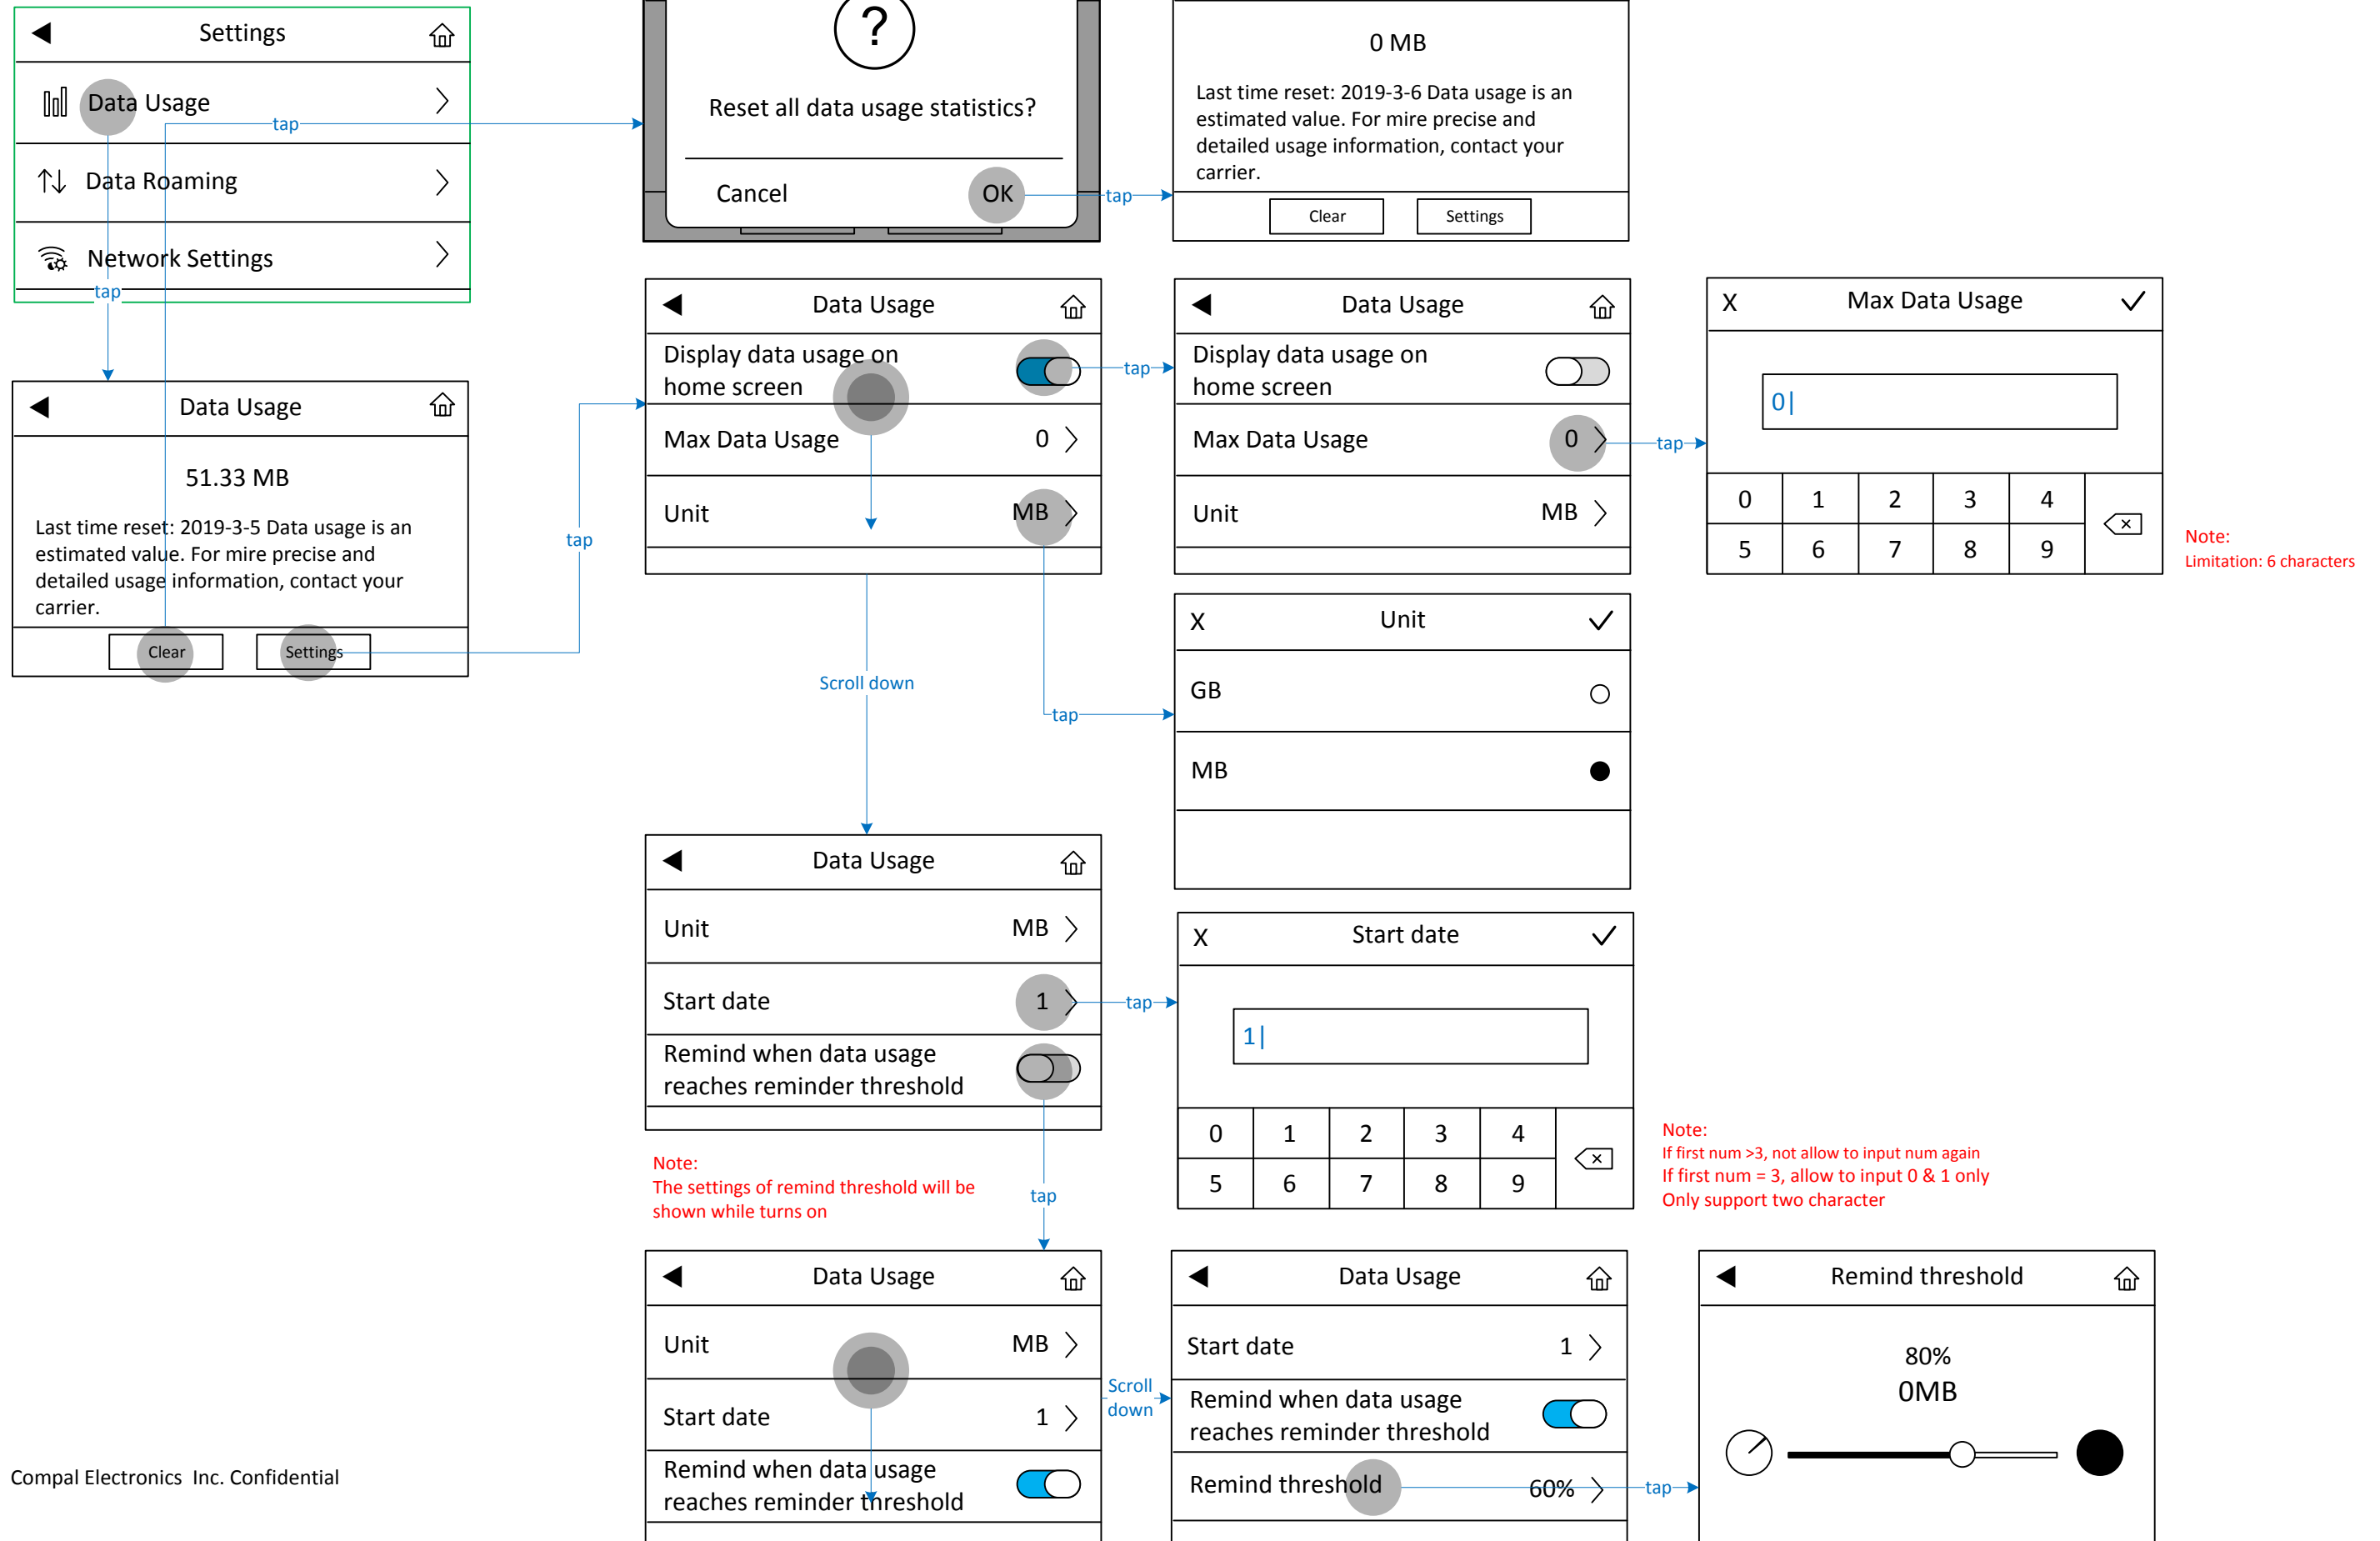 Settings
Data Usage
tap
Data Roaming
Network Settings
tap
?
Reset all data usage statistics?
Cancel
OK
tap
0 MB
Last time reset: 2019-3-6 Data usage is an
estimated value. For mire precise and
detailed usage information, contact your
carrier.
Clear
Settings
Data Usage
51.33 MB
Last time reset: 2019-3-5 Data usage is an
estimated value. For mire precise and
detailed usage information, contact your
carrier.
Clear
Settings
tap
Data Usage
Display data usage on
home screen
Max Data Usage 0
Unit MB
tap
Data Usage
Display data usage on
home screen
Max Data Usage 0
Unit MB
tap
X Max Data Usage
0|
0 1 2 3 4
5 6 7 8 9
Note:
Limitation: 6 characters
Scroll down
tap
X Unit
GB
MB
Data Usage
Unit MB
Start date 1
Remind when data usage
reaches reminder threshold
tap
X Start date
1|
0 1 2 3 4
5 6 7 8 9
Note:
If first num >3, not allow to input num again
If first num = 3, allow to input 0 & 1 only
Only support two character
Note:
The settings of remind threshold will be
shown while turns on
tap
Data Usage
Unit MB
Start date 1
Remind when data usage
reaches reminder threshold
Scroll
down
Data Usage
Start date 1
Remind when data usage
reaches reminder threshold
Remind threshold 60%
tap
Remind threshold
80%
0MB
Compal Electronics Inc. Confidential